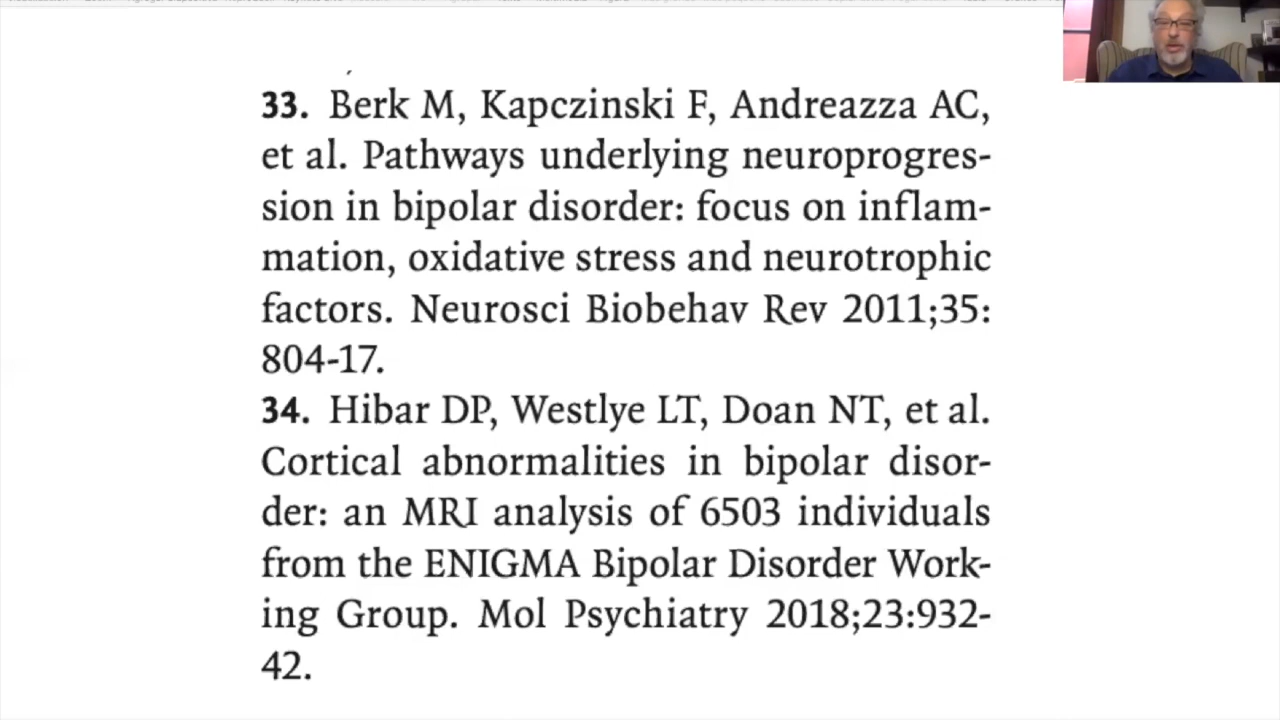 33. Berk M, Kapczinski F, Andreazza AC,
et al. Pathways underlying neuroprogres-
sion in bipolar disorder: focus on inflam-
mation, oxidative stress and neurotrophic
factors. Neurosci Biobehav Rev 2011;35:
804-17.
34. Hibar DP, Westlye LT, Doan NT, et al.
Cortical abnormalities in bipolar disor-
der: an MRI analysis of 6503 individuals
from the ENIGMA Bipolar Disorder Work-
ing Group. Mol Psychiatry 2018;23:932-
42.